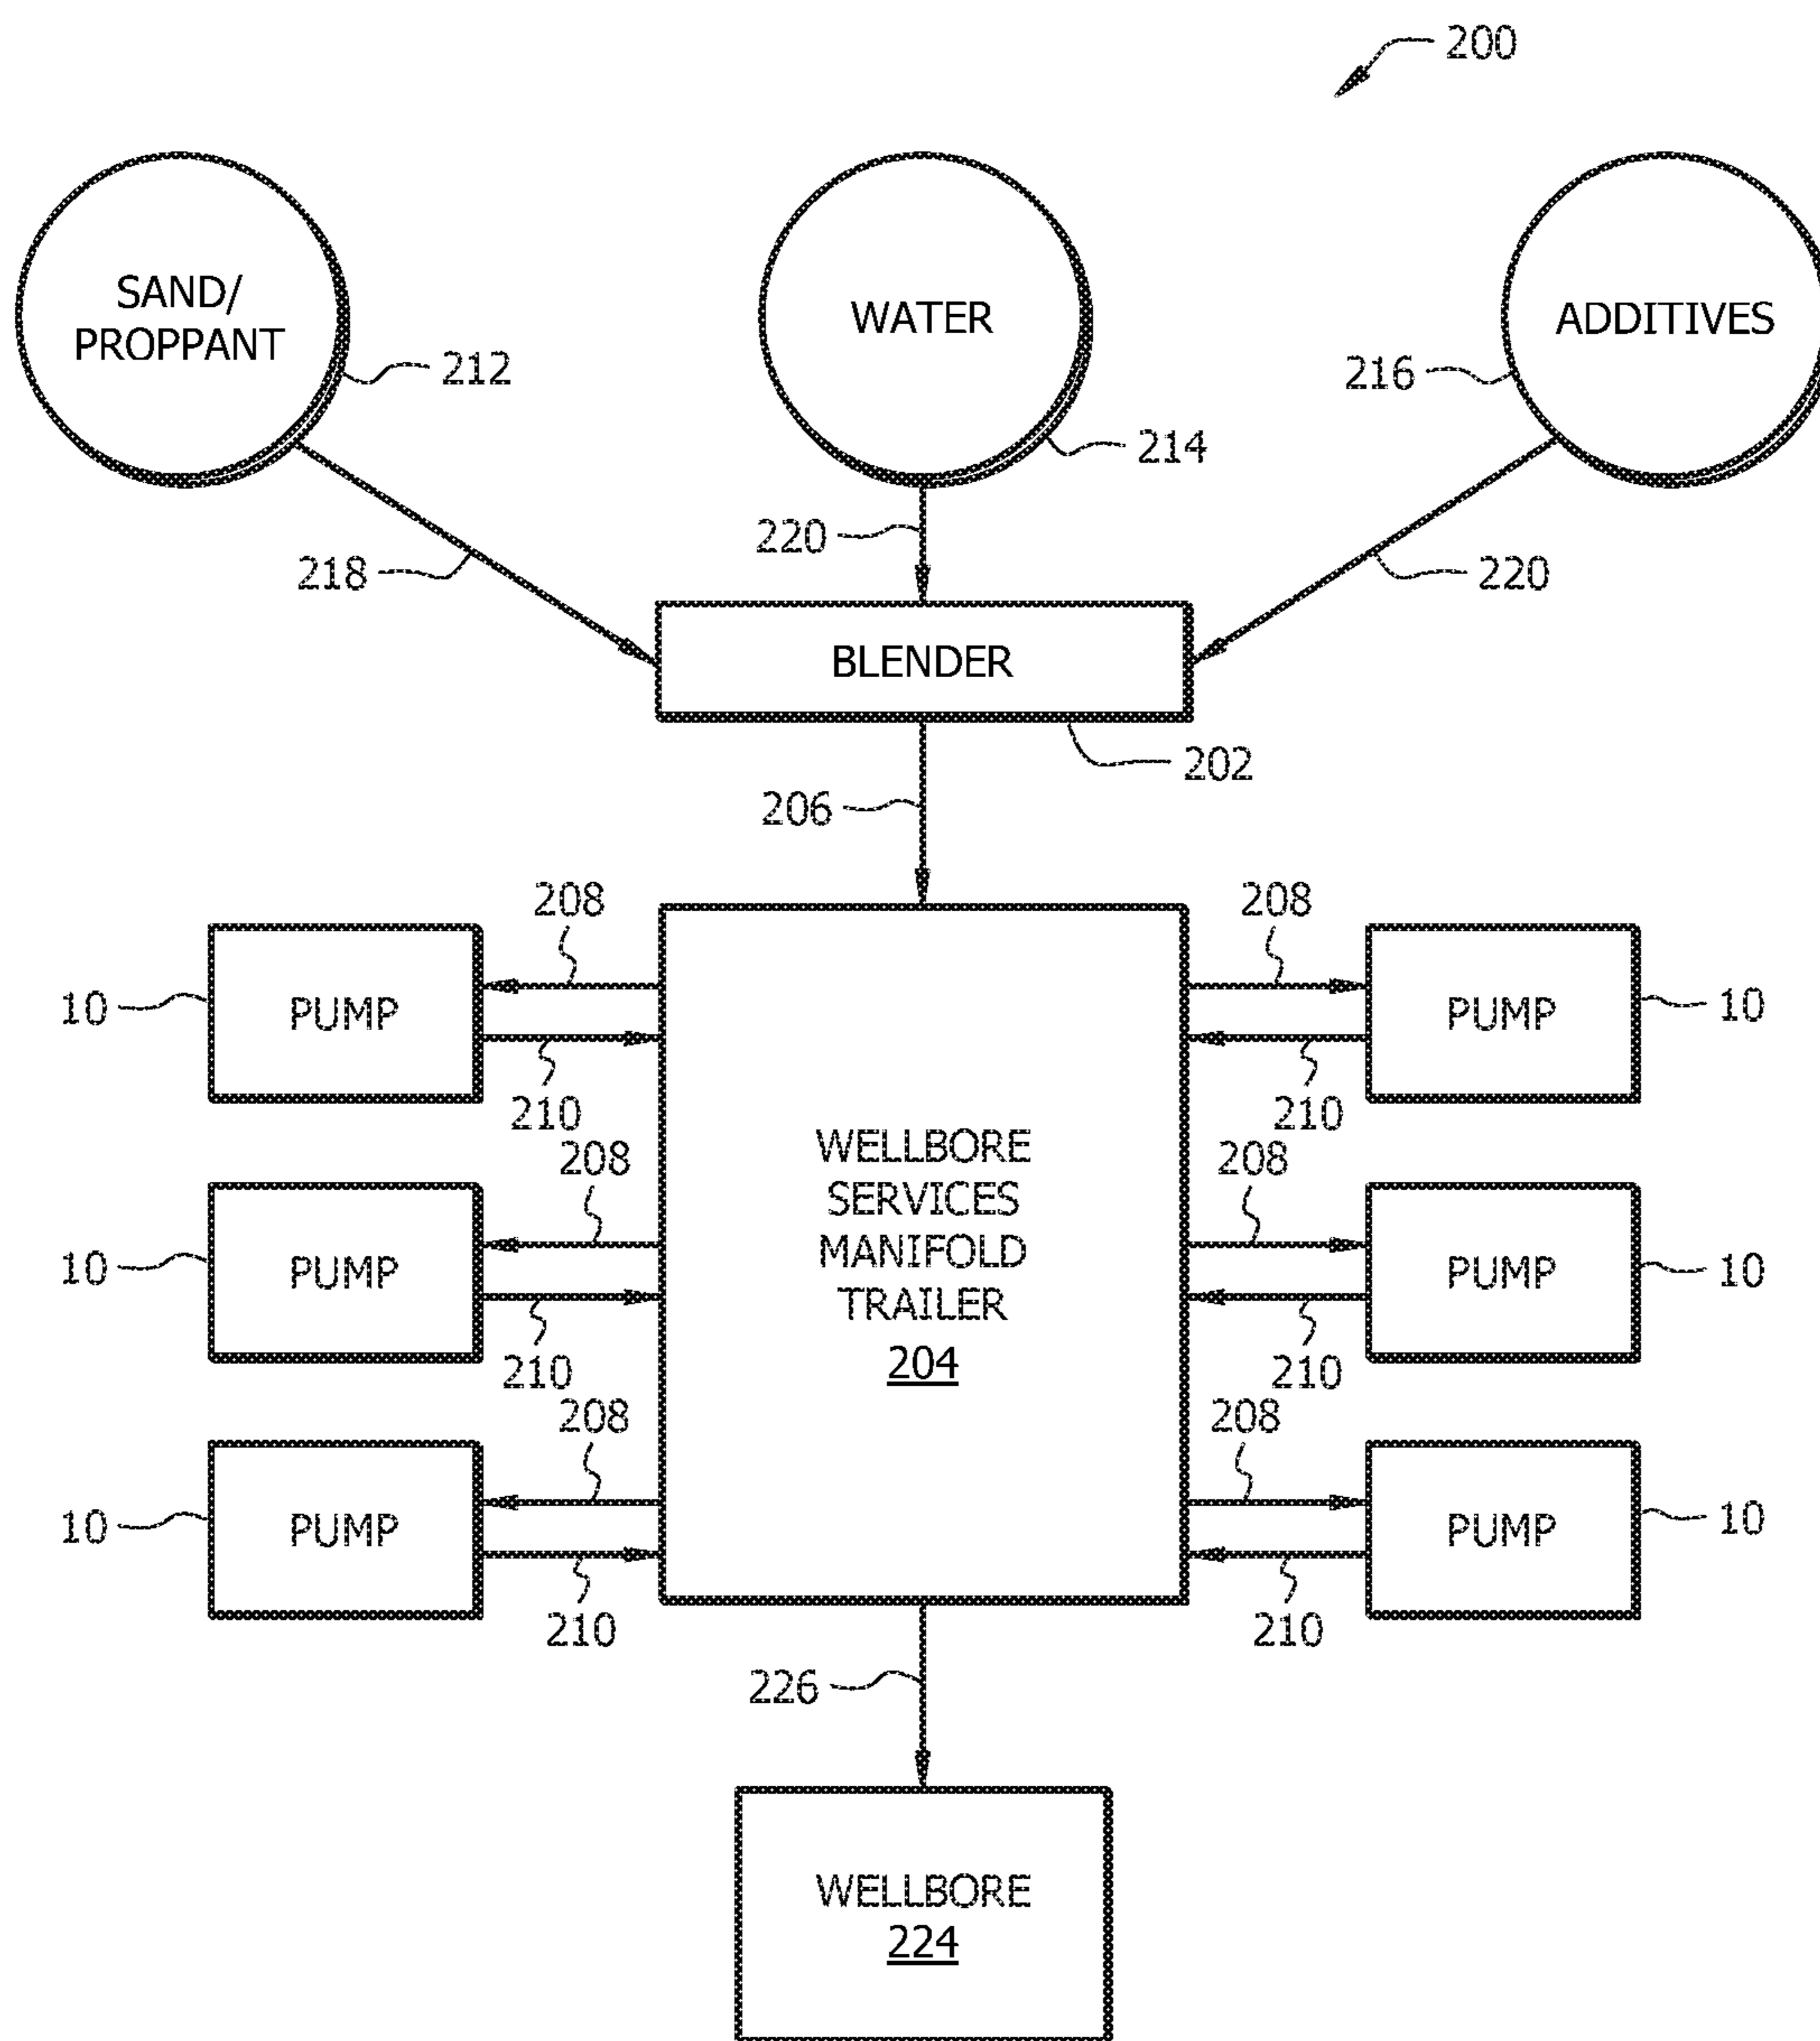 200
SAND/
PROPPANT
212
WATER
214
ADDITIVES
216
218
220
220
BLENDER
202
206
208
208
10
PUMP
PUMP
10
210
210
WELLBORE
SERVICES
MANIFOLD
TRAILER
204
208
208
10
PUMP
PUMP
10
210
210
208
208
10
PUMP
PUMP
10
210
210
226
WELLBORE
224